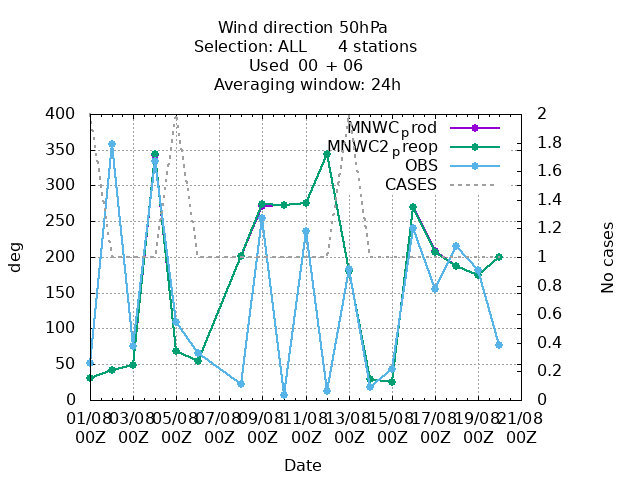 Wind direction 50hPa
Selection: ALL 4 stations
Used 00 + 06
Averaging window: 24h
MNWCprod
MNWC2preop
OBS
CASES
400
350
300
250
200
150
100
50
0
2
1.8
1.6
1.4
1.2
1
0.8
0.6
0.4
0.2
0
deg
No cases
01/08 03/08 05/08 07/08 09/08 11/08 13/08 15/08 17/08 19/08 21/08
00Z 00Z 00Z 00Z 00Z 00Z 00Z 00Z 00Z 00Z 00Z
Date